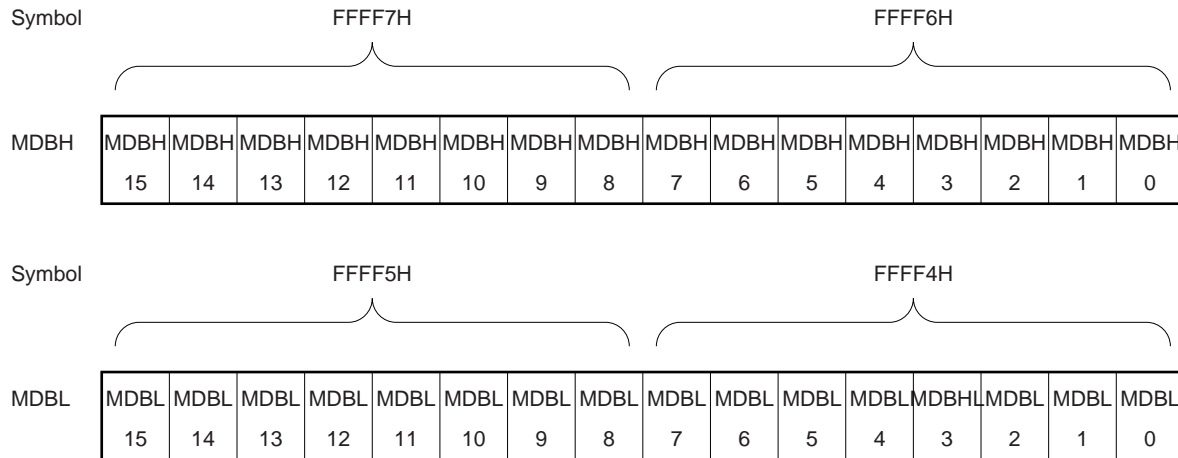 Symbol FFFF7H FFFF6H
MDBH MDBH MDBH MDBH MDBH MDBH MDBH MDBH MDBH MDBH MDBH MDBH MDBH MDBH MDBH MDBH MDBH
15 14 13 12 11 10 9 8 7 6 5 4 3 2 1 0
Symbol FFFF5H FFFF4H
MDBL MDBL MDBL MDBL MDBL MDBL MDBL MDBL MDBL MDBL MDBL MDBL MDBL MDBHL MDBL MDBL MDBL
15 14 13 12 11 10 9 8 7 6 5 4 3 2 1 0